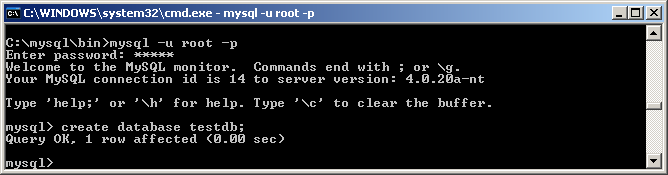 C:\WINDOWS\system32\cmd.exe - mysql -u root -p
C:\mysql\bin>mysql -u root -p
Enter password: *****
Welcome to the MySQL monitor.  Commands end with ; or \g.
Your MySQL connection id is 14 to server version: 4.0.20a-nt
Type 'help;' or '\h' for help. Type '\c' to clear the buffer.
mysql> create database testdb;
Query OK, 1 row affected (0.00 sec)
mysql>